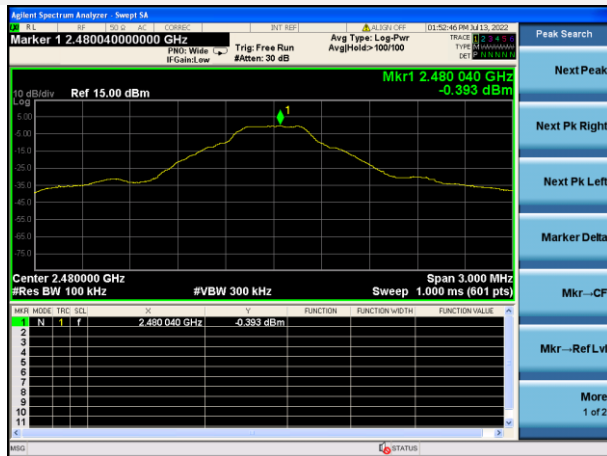 Agilent Spectrum Analyzer - Swept SA
RL RF 50 Ω AC CORREC INT REF ALIGN OFF 01:52:46 PM Jul 13, 2022
Marker 1 2.480040000000 GHz
PNO: Wide
IFGain:Low
Trig: Free Run
#Atten: 30 dB
Avg Type: Log-Pwr
Avg|Hold:>100/100
TRACE 1 2 3 4 5 6
TYPE M
DET P N N N N N
Peak Search
Mkr1 2.480 040 GHz
-0.393 dBm
10 dB/div Ref 15.00 dBm
Log
1
5.00
-5.00
-15.0
-25.0
-35.0
-45.0
-55.0
-65.0
-75.0
Center 2.480000 GHz Span 3.000 MHz
#Res BW 100 kHz #VBW 300 kHz Sweep 1.000 ms (601 pts)
MKR MODE TRC SCL X Y FUNCTION FUNCTION WIDTH FUNCTION VALUE
1 N 1 f 2.480 040 GHz -0.393 dBm
2
3
4
5
6
7
8
9
10
11
MSG STATUS
Next Peak
Next Pk Right
Next Pk Left
Marker Delta
Mkr→CF
Mkr→Ref Lvl
More
1 of 2